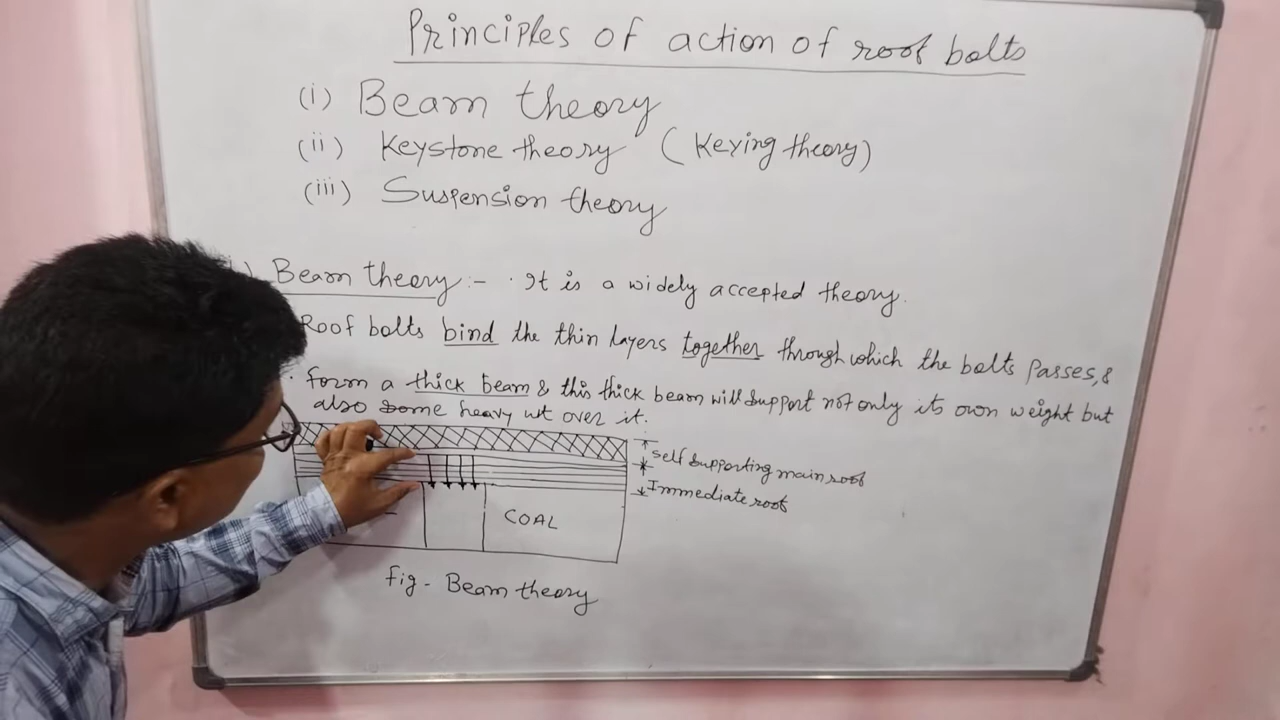 Principles of action of roof bolts
(i) Beam theory
(ii) Keystone theory (Keying theory)
(iii) Suspension theory
) Beam theory :- · It is a widely accepted theory.
Roof bolts bind the thin layers together through which the bolts passes, &
· form a thick beam & this thick beam will support not only its own weight but
also some heavy wt over it.
Self supporting main roof
Immediate roof
COAL
fig - Beam theory